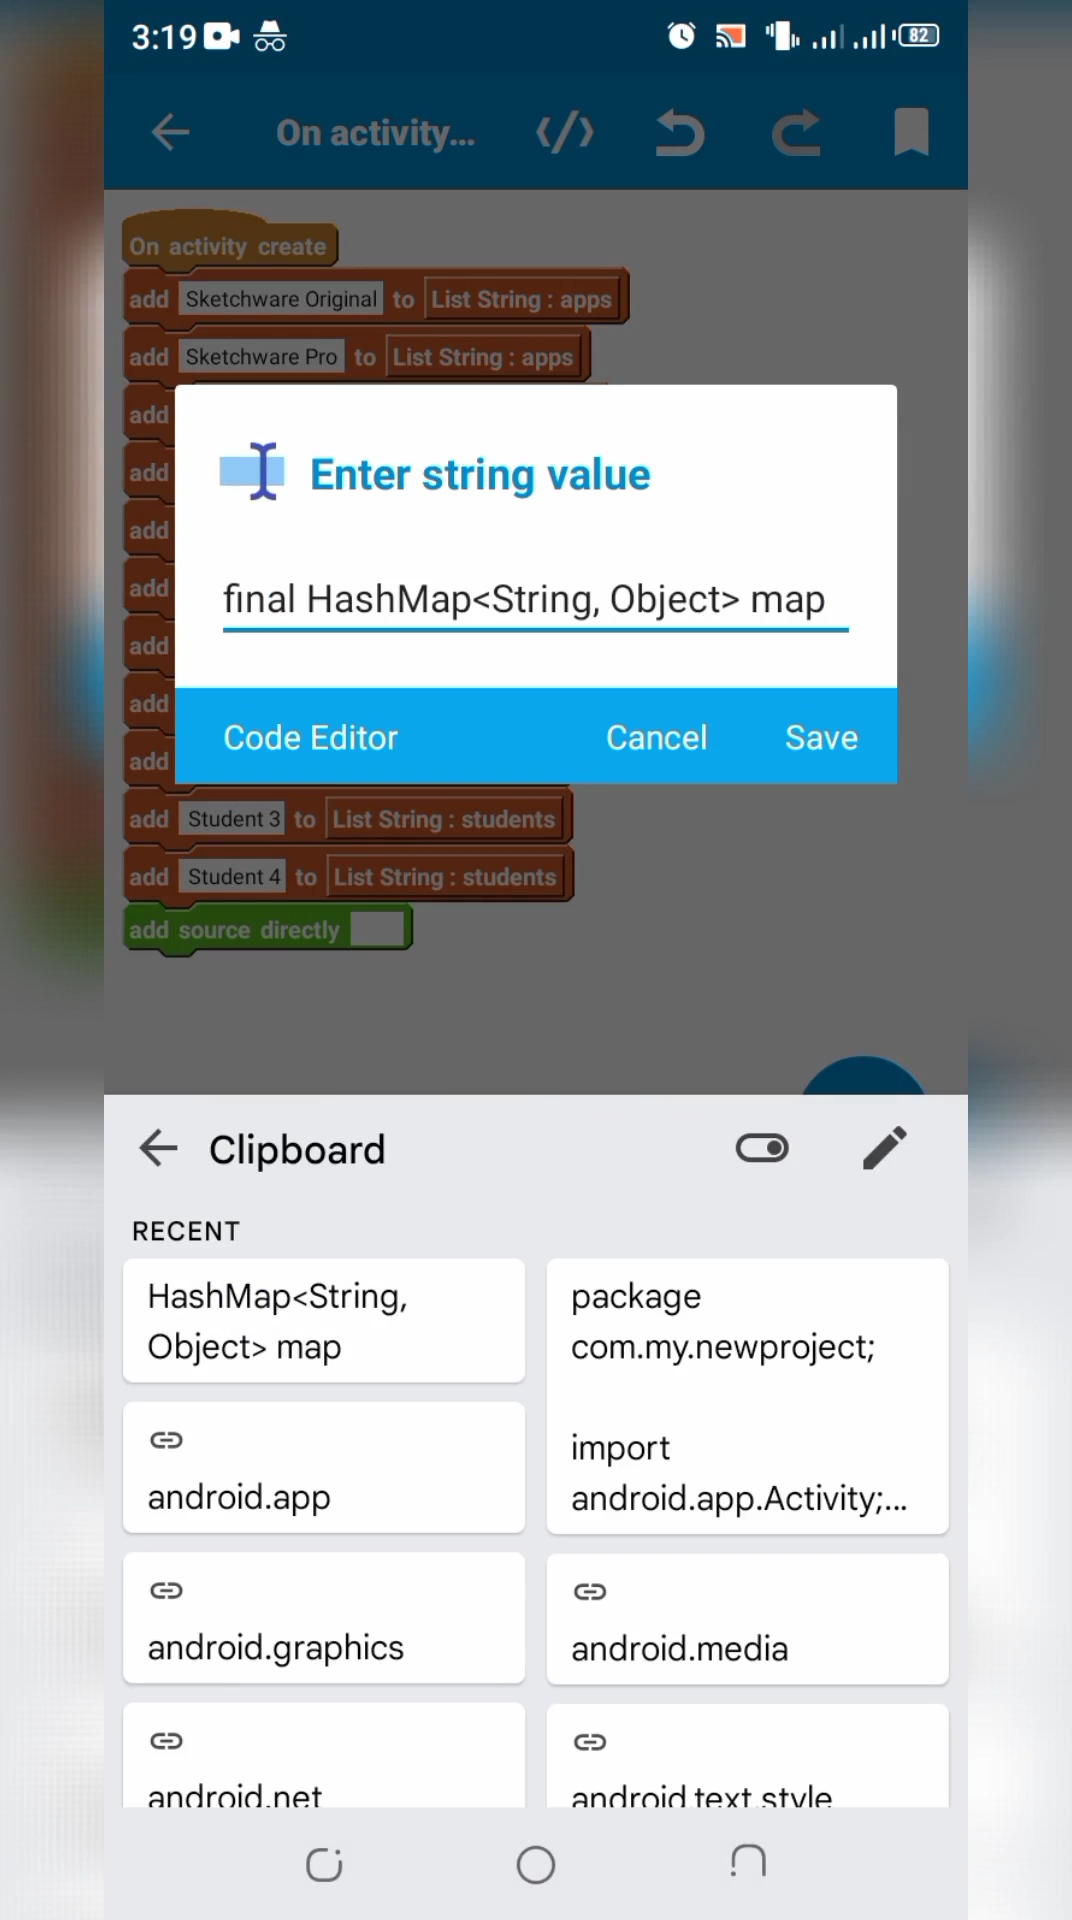 3:19
82
On activity...
On activity create
add Sketchware Original to List String : apps
add Sketchware Pro to List String : apps
add
add
add
add
add
add
add
Enter string value
final HashMap<String, Object> map
Code Editor Cancel Save
add Student 3 to List String : students
add Student 4 to List String : students
add source directly
Clipboard
RECENT
HashMap<String,
Object> map
package
com.my.newproject;
import
android.app.Activity;...
android.app
android.graphics
android.media
android.net
android.text.style